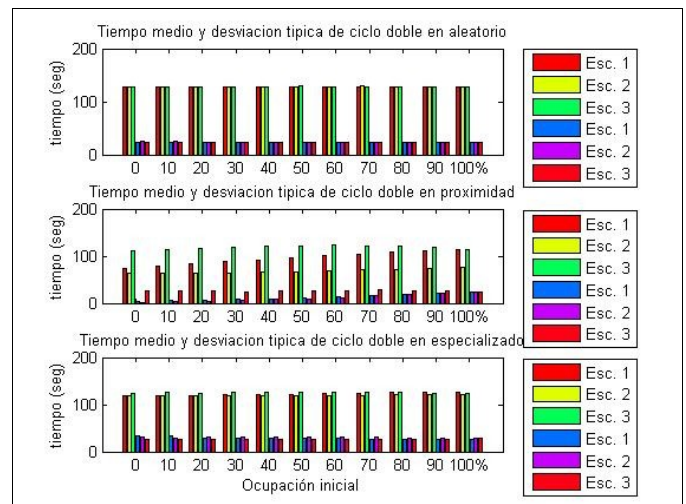 Tiempo medio y desviacion tipica de ciclo doble en aleatorio
200
100
0
tiempo (seg)
0 10 20 30 40 50 60 70 80 90 100%
Esc. 1
Esc. 2
Esc. 3
Esc. 1
Esc. 2
Esc. 3
Tiempo medio y desviacion tipica de ciclo doble en proximidad
200
100
0
tiempo (seg)
0 10 20 30 40 50 60 70 80 90 100%
Esc. 1
Esc. 2
Esc. 3
Esc. 1
Esc. 2
Esc. 3
Tiempo medio y desviacion tipica de ciclo doble en especializado
200
100
0
tiempo (seg)
0 10 20 30 40 50 60 70 80 90 100%
Ocupación inicial
Esc. 1
Esc. 2
Esc. 3
Esc. 1
Esc. 2
Esc. 3